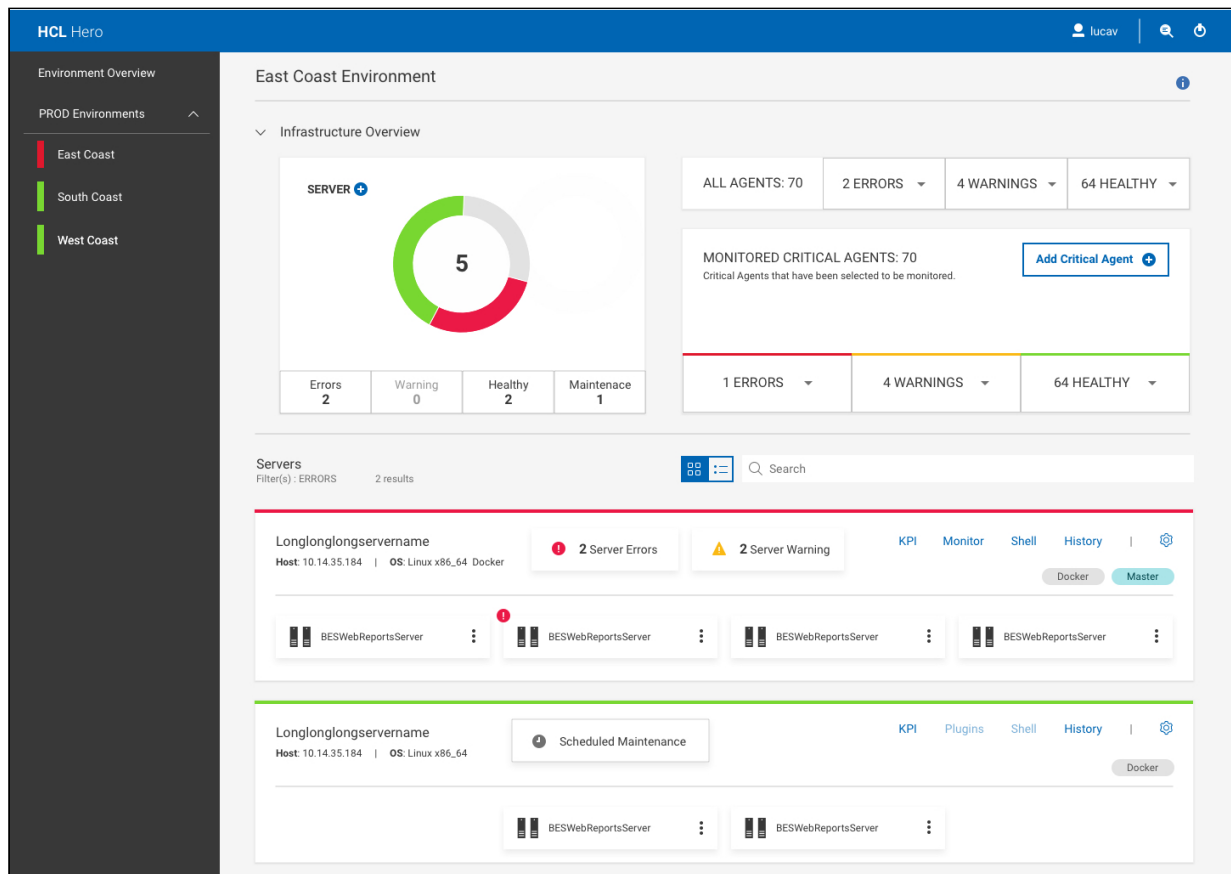 HCL Hero
lucav
Environment Overview
PROD Environments
East Coast
South Coast
West Coast
East Coast Environment
Infrastructure Overview
SERVER
5
Errors Warning Healthy Maintenace
2 0 2 1
ALL AGENTS: 70 2 ERRORS 4 WARNINGS 64 HEALTHY
MONITORED CRITICAL AGENTS: 70
Critical Agents that have been selected to be monitored.
Add Critical Agent
1 ERRORS 4 WARNINGS 64 HEALTHY
Servers
Filter(s) : ERRORS 2 results
Search
Longlonglongservername
Host: 10.14.35.184 | OS: Linux x86_64 Docker
2 Server Errors
2 Server Warning
KPI Monitor Shell History |
Docker Master
BESWebReportsServer BESWebReportsServer BESWebReportsServer BESWebReportsServer
Longlonglongservername
Host: 10.14.35.184 | OS: Linux x86_64
Scheduled Maintenance
KPI Plugins Shell History |
Docker
BESWebReportsServer BESWebReportsServer